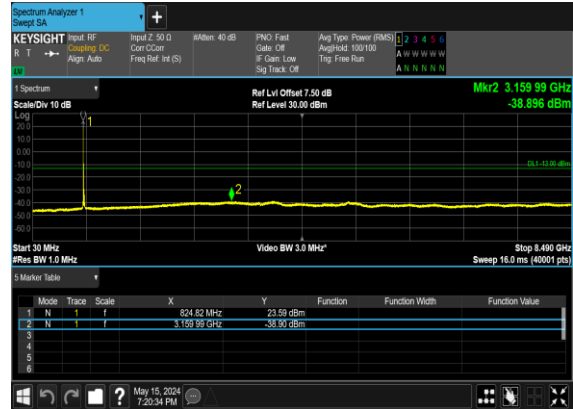 Spectrum Analyzer 1
Swept SA
+
KEYSIGHT Input: RF Input Z: 50 Ω #Atten: 40 dB PNO: Fast Avg Type: Power (RMS) 1 2 3 4 5 6
R T Coupling: DC Corr CCorr Gate: Off Avg|Hold: 100/100 A W W W W W
Align: Auto Freq Ref: Int (S) IF Gain: Low Trig: Free Run
Sig Track: Off A N N N N N
LXI
1 Spectrum Ref Lvl Offset 7.50 dB Mkr2 3.159 99 GHz
Scale/Div 10 dB Ref Level 30.00 dBm -38.896 dBm
Log
20.0
10.0
0.00
-10.0
-20.0
-30.0
-40.0
-50.0
-60.0
1
DL1 -13.00 dBm
2
Start 30 MHz Video BW 3.0 MHz* Stop 8.490 GHz
#Res BW 1.0 MHz Sweep 16.0 ms (40001 pts)
5 Marker Table
Mode Trace Scale X Y Function Function Width Function Value
1 N 1 f 824.82 MHz 23.59 dBm
2 N 1 f 3.159 99 GHz -38.90 dBm
3
4
5
6
? May 15, 2024
7:20:34 PM